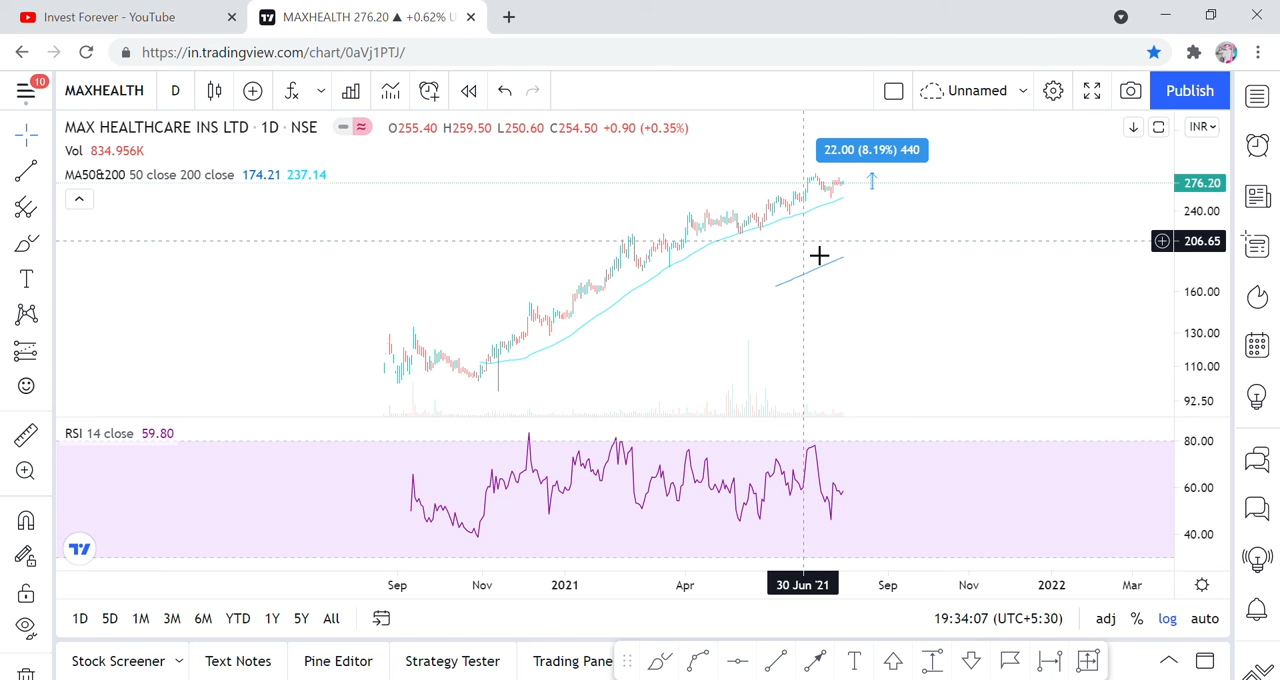 Invest Forever - YouTube
MAXHEALTH 276.20 ▲ +0.62%
https://in.tradingview.com/chart/0aVj1PTJ/
10
MAXHEALTH
D
Unnamed
Publish
MAX HEALTHCARE INS LTD · 1D · NSE
O255.40 H259.50 L250.60 C254.50 +0.90 (+0.35%)
INR
Vol 834.956K
22.00 (8.19%) 440
MA50&200 50 close 200 close 174.21 237.14
276.20
240.00
206.65
160.00
130.00
110.00
92.50
RSI 14 close 59.80
80.00
60.00
40.00
Sep
Nov
2021
Apr
30 Jun '21
Sep
Nov
2022
Mar
1D 5D 1M 3M 6M YTD 1Y 5Y All
19:34:07 (UTC+5:30)
adj % log auto
Stock Screener
Text Notes
Pine Editor
Strategy Tester
Trading Pane